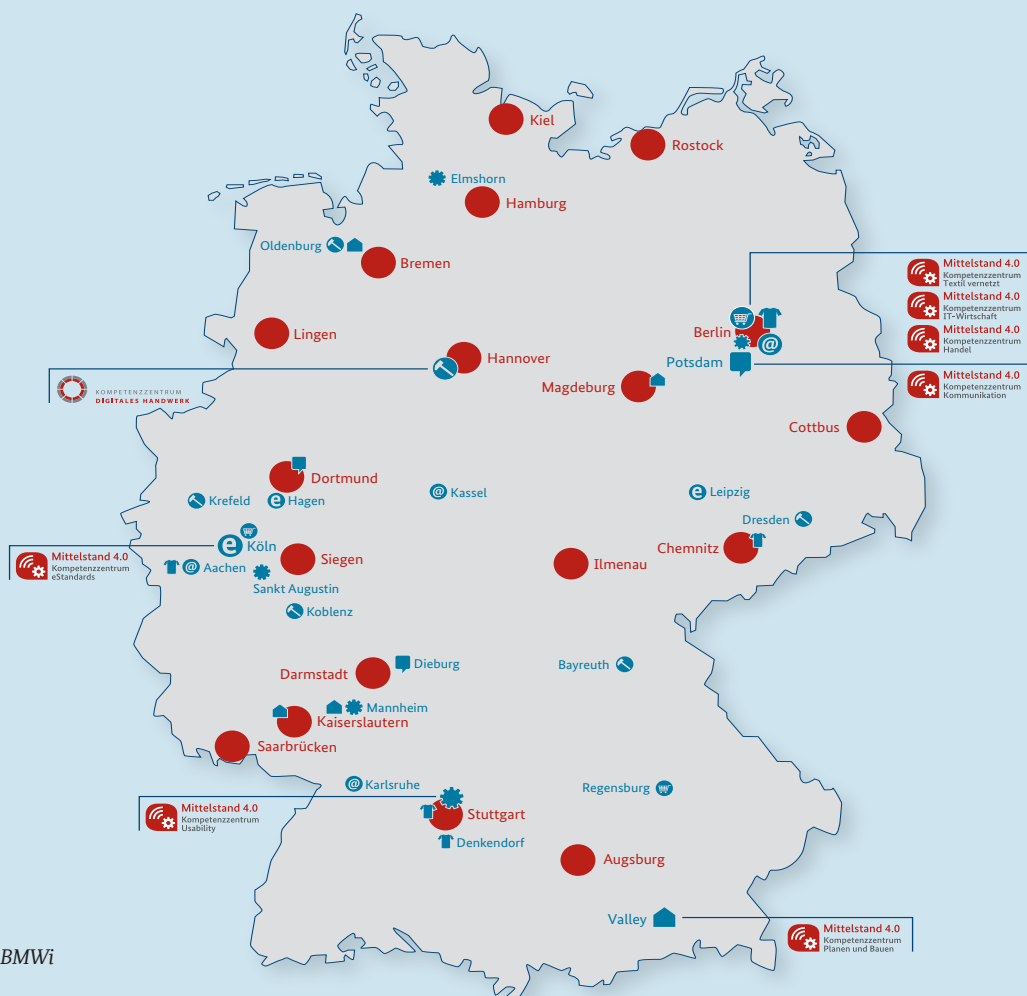 Kiel
Rostock
Elmshorn
Hamburg
Oldenburg
Bremen
Mittelstand 4.0
Kompetenzzentrum
Textil vernetzt
Mittelstand 4.0
Kompetenzzentrum
IT-Wirtschaft
Mittelstand 4.0
Kompetenzzentrum
Handel
Lingen
Berlin
Hannover
Potsdam
Magdeburg
KOMPETENZZENTRUM
DIGITALES HANDWERK
Mittelstand 4.0
Kompetenzzentrum
Kommunikation
Cottbus
Dortmund
Krefeld
Hagen
Kassel
Leipzig
Dresden
Köln
Chemnitz
Mittelstand 4.0
Kompetenzzentrum
eStandards
Aachen
Siegen
Ilmenau
Sankt Augustin
Koblenz
Darmstadt
Dieburg
Bayreuth
Mannheim
Kaiserslautern
Saarbrücken
Karlsruhe
Regensburg
Mittelstand 4.0
Kompetenzzentrum
Usability
Stuttgart
Denkendorf
Augsburg
Valley
Mittelstand 4.0
Kompetenzzentrum
Planen und Bauen
BMWi